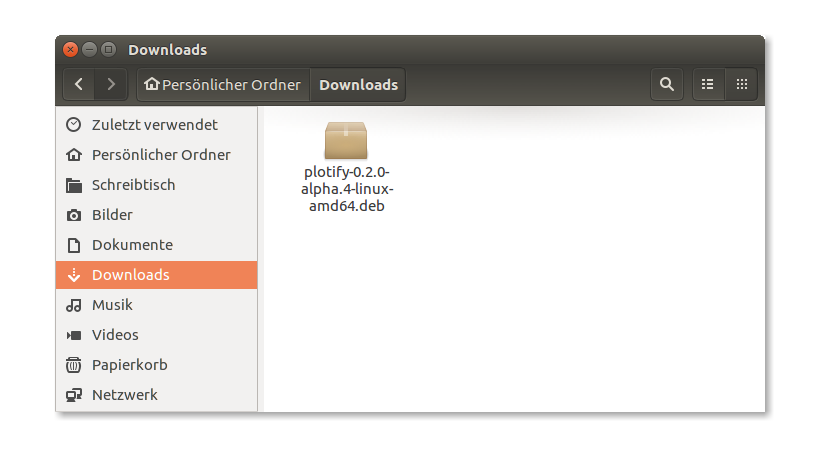 Downloads
Persönlicher Ordner Downloads
Zuletzt verwendet
Persönlicher Ordner
Schreibtisch
Bilder
Dokumente
Downloads
Musik
Videos
Papierkorb
Netzwerk
plotify-0.2.0-
alpha.4-linux-
amd64.deb